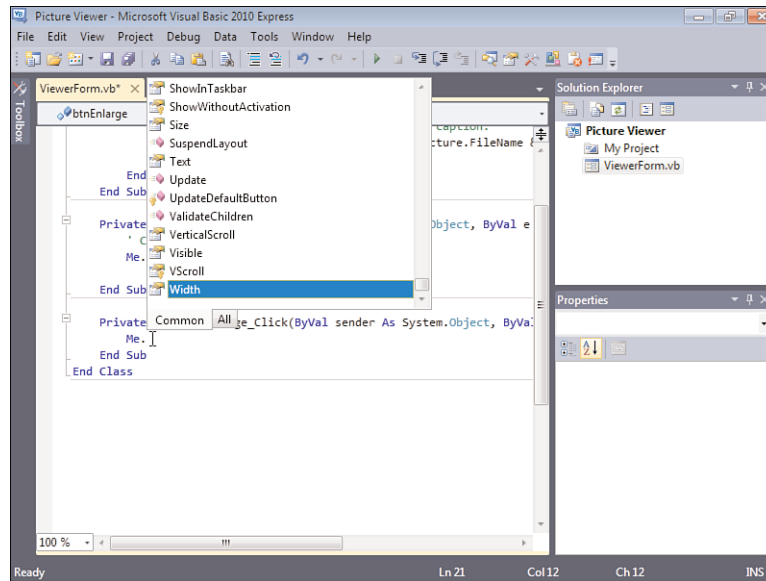 Picture Viewer - Microsoft Visual Basic 2010 Express
File Edit View Project Debug Data Tools Window Help
Toolbox
ViewerForm.vb*
btnEnlarge
caption.
cture.FileName &
End
End Sub
Private Object, ByVal e
' C
Me.
End Sub
Private ge_Click(ByVal sender As System.Object, ByVal
Me.
End Sub
End Class
ShowInTaskbar
ShowWithoutActivation
Size
SuspendLayout
Text
Update
UpdateDefaultButton
ValidateChildren
VerticalScroll
Visible
VScroll
Width
Common All
100 %
Solution Explorer
Picture Viewer
My Project
ViewerForm.vb
Properties
Ready Ln 21 Col 12 Ch 12 INS